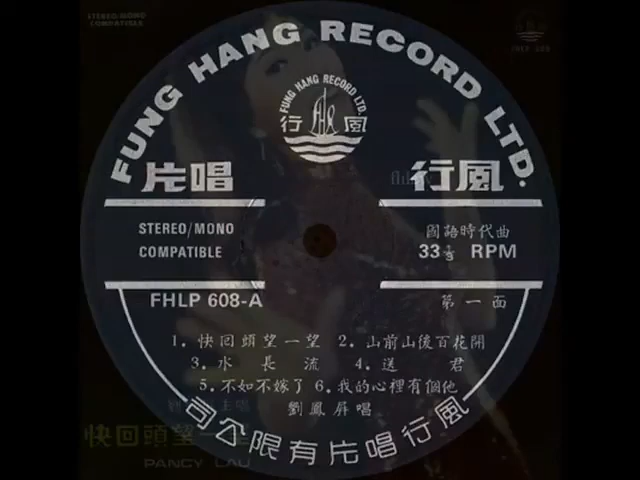 STEREO/MONO
COMPATIBLE
FUNG HANG RECORD LTD.
FUNG HANG RECORD LTD.
風行
風行唱片
STEREO/MONO
COMPATIBLE
國語時代曲
33⅓ RPM
FHLP 608-A
第一面
1. 快回頭望一望 2. 山前山後百花開
3. 水長流 4. 送君
5. 不如不嫁了 6. 我的心裡有個他
劉鳳屏唱
風行唱片有限公司
主唱
快回頭望一
PANCY LAU